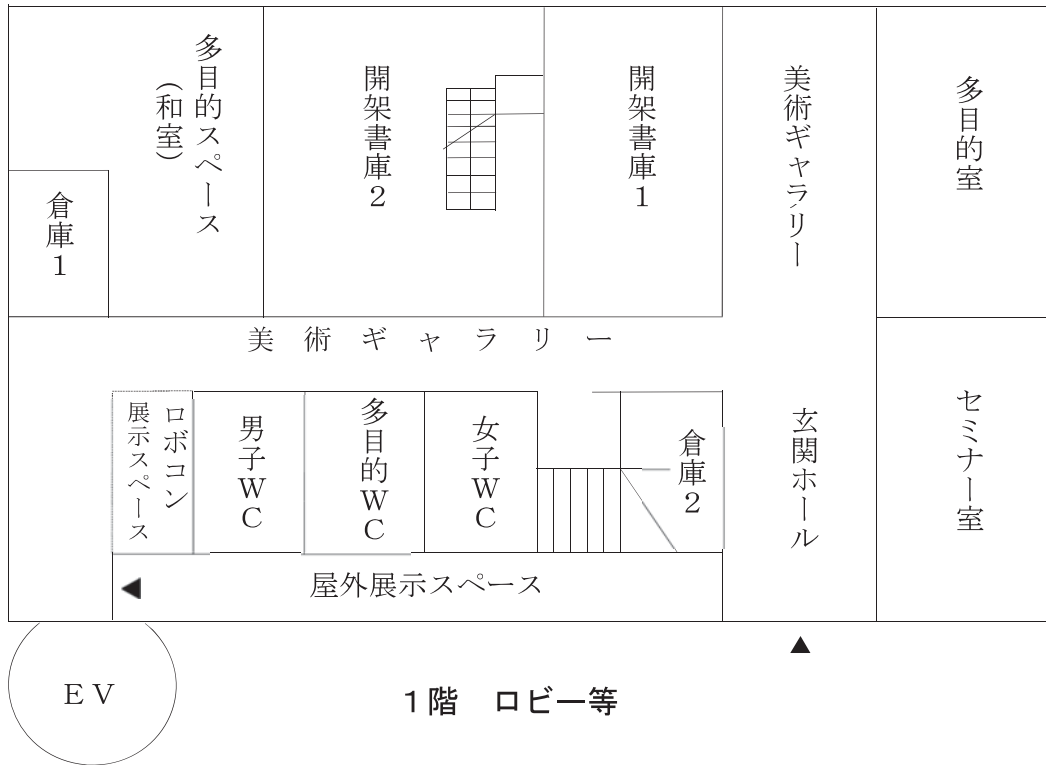 多目的スペース
（和室）
開架書庫２
開架書庫１
美術ギャラリー
多目的室
倉庫１
美術ギャラリー
ロボコン
展示スペース
男子ＷＣ
多目的ＷＣ
女子ＷＣ
倉庫２
玄関ホール
セミナー室
屋外展示スペース
ＥＶ
１階　ロビー等